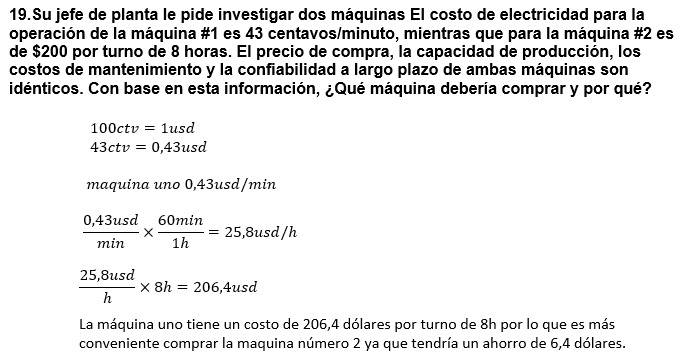 19.Su jefe de planta le pide investigar dos máquinas El costo de electricidad para la
operación de la máquina #1 es 43 centavos/minuto, mientras que para la máquina #2 es
de $200 por turno de 8 horas. El precio de compra, la capacidad de producción, los
costos de mantenimiento y la confiabilidad a largo plazo de ambas máquinas son
idénticos. Con base en esta información, ¿Qué máquina debería comprar y por qué?
100ctv = 1usd
43ctv = 0,43usd
maquina uno 0,43usd/min
0,43usd/min × 60min/1h = 25,8usd/h
25,8usd/h × 8h = 206,4usd
La máquina uno tiene un costo de 206,4 dólares por turno de 8h por lo que es más
conveniente comprar la maquina número 2 ya que tendría un ahorro de 6,4 dólares.